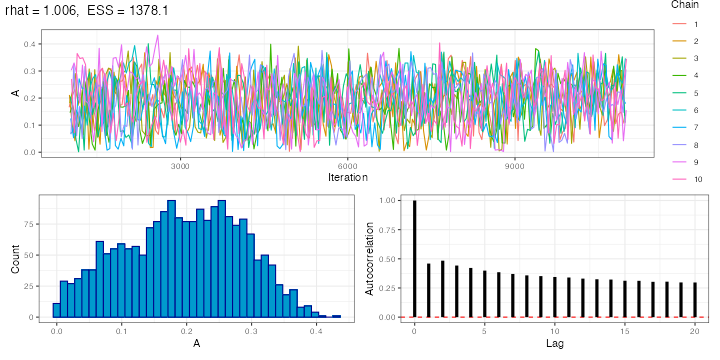 rhat = 1.006, ESS = 1378.1
Chain
1
2
3
4
5
6
7
8
9
10
0.4
0.3
0.2
0.1
0.0
A
3000 6000 9000
Iteration
75
50
25
0
Count
0.0 0.1 0.2 0.3 0.4
A
1.00
0.75
0.50
0.25
0.00
Autocorrelation
0 5 10 15 20
Lag